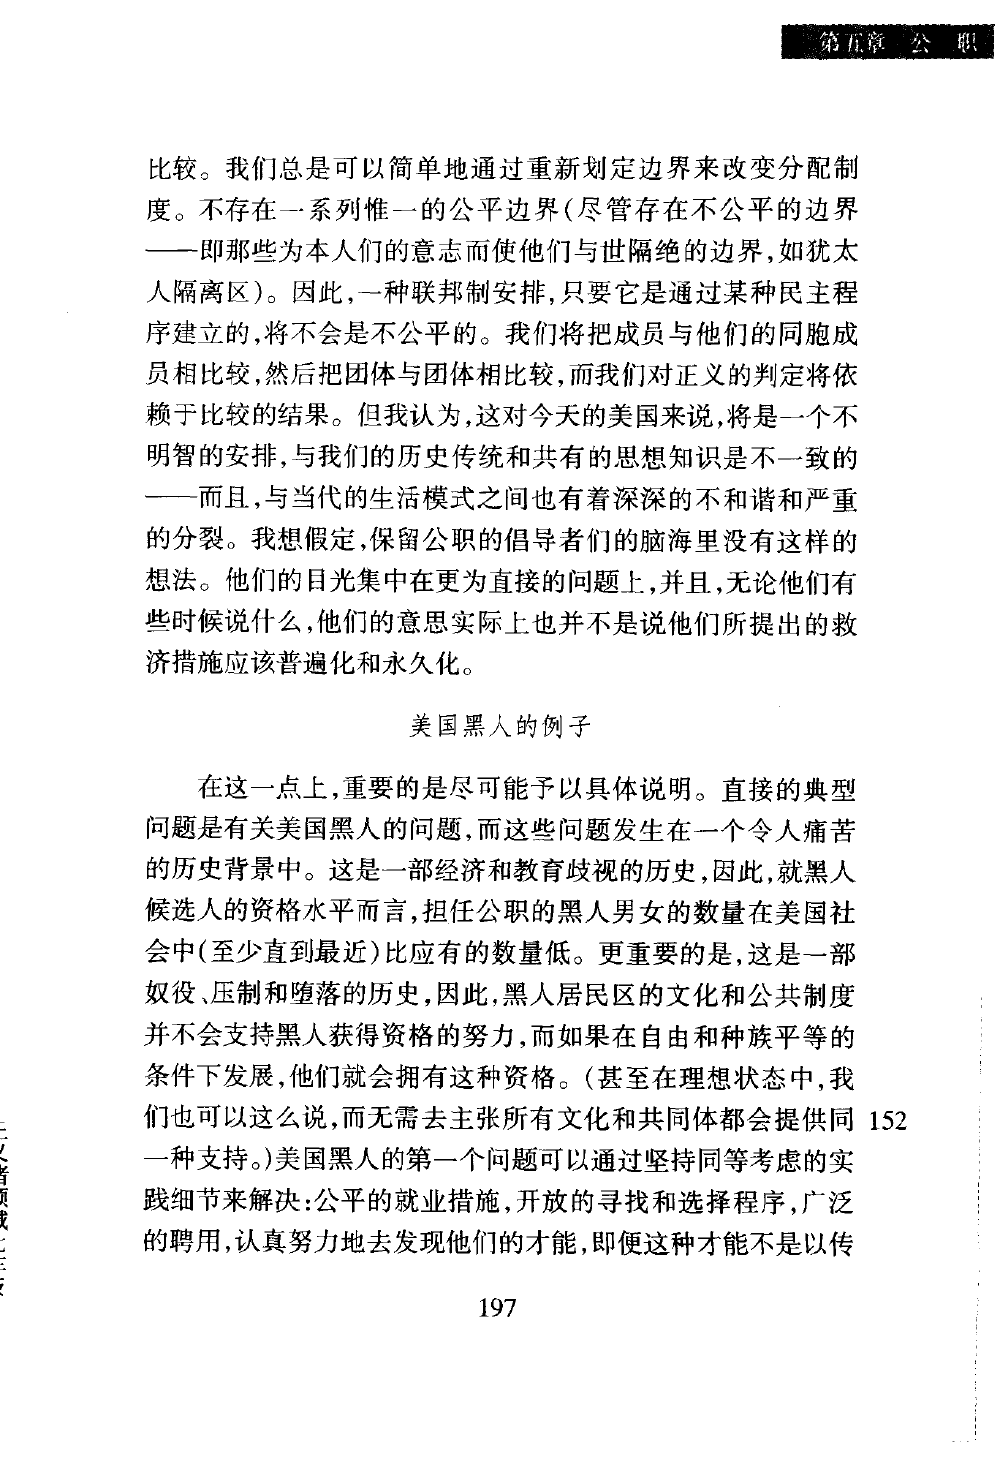 第五章 公 职
比较。我们总是可以简单地通过重新划定边界来改变分配制
度。不存在一系列惟一的公平边界(尽管存在不公平的边界
——即那些为本人们的意志而使他们与世隔绝的边界,如犹太
人隔离区)。因此,一种联邦制安排,只要它是通过某种民主程
序建立的,将不会是不公平的。我们将把成员与他们的同胞成
员相比较,然后把团体与团体相比较,而我们对正义的判定将依
赖于比较的结果。但我认为,这对今天的美国来说,将是一个不
明智的安排,与我们的历史传统和共有的思想知识是不一致的
——而且,与当代的生活模式之间也有着深深的不和谐和严重
的分裂。我想假定,保留公职的倡导者们的脑海里没有这样的
想法。他们的目光集中在更为直接的问题上,并且,无论他们有
些时候说什么,他们的意思实际上也并不是说他们所提出的救
济措施应该普遍化和永久化。
美国黑人的例子
在这一点上,重要的是尽可能予以具体说明。直接的典型
问题是有关美国黑人的问题,而这些问题发生在一个令人痛苦
的历史背景中。这是一部经济和教育歧视的历史,因此,就黑人
候选人的资格水平而言,担任公职的黑人男女的数量在美国社
会中(至少直到最近)比应有的数量低。更重要的是,这是一部
奴役、压制和堕落的历史,因此,黑人居民区的文化和公共制度
并不会支持黑人获得资格的努力,而如果在自由和种族平等的
条件下发展,他们就会拥有这种资格。(甚至在理想状态中,我
们也可以这么说,而无需去主张所有文化和共同体都会提供同 152
一种支持。)美国黑人的第一个问题可以通过坚持同等考虑的实
践细节来解决:公平的就业措施,开放的寻找和选择程序,广泛
的聘用,认真努力地去发现他们的才能,即便这种才能不是以传
197